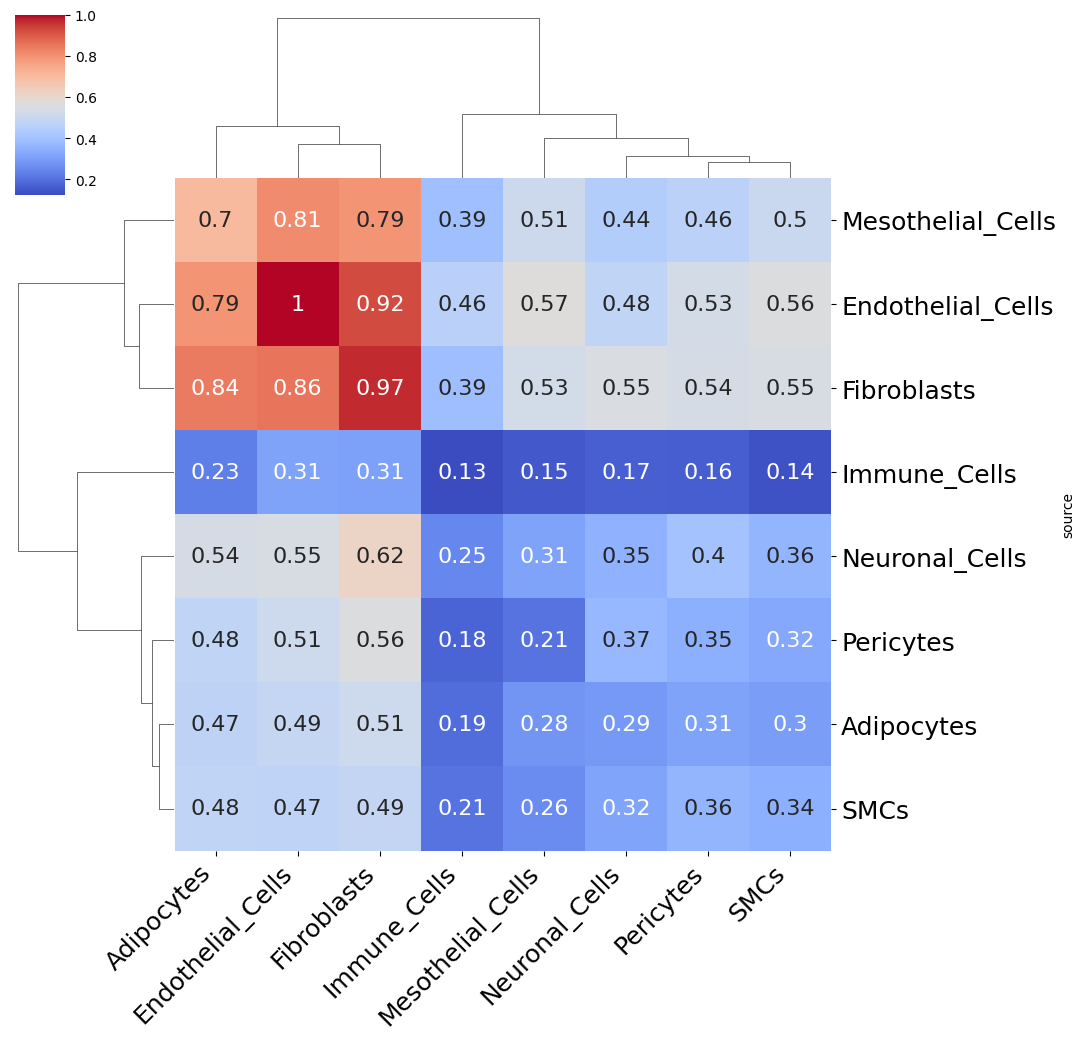 1.0
0.8
0.6
0.4
0.2
0.7 0.81 0.79 0.39 0.51 0.44 0.46 0.5 Mesothelial_Cells
0.79 1 0.92 0.46 0.57 0.48 0.53 0.56 Endothelial_Cells
0.84 0.86 0.97 0.39 0.53 0.55 0.54 0.55 Fibroblasts
0.23 0.31 0.31 0.13 0.15 0.17 0.16 0.14 Immune_Cells
0.54 0.55 0.62 0.25 0.31 0.35 0.4 0.36 Neuronal_Cells
0.48 0.51 0.56 0.18 0.21 0.37 0.35 0.32 Pericytes
0.47 0.49 0.51 0.19 0.28 0.29 0.31 0.3 Adipocytes
0.48 0.47 0.49 0.21 0.26 0.32 0.36 0.34 SMCs
source
Adipocytes
Endothelial_Cells
Fibroblasts
Immune_Cells
Mesothelial_Cells
Neuronal_Cells
Pericytes
SMCs